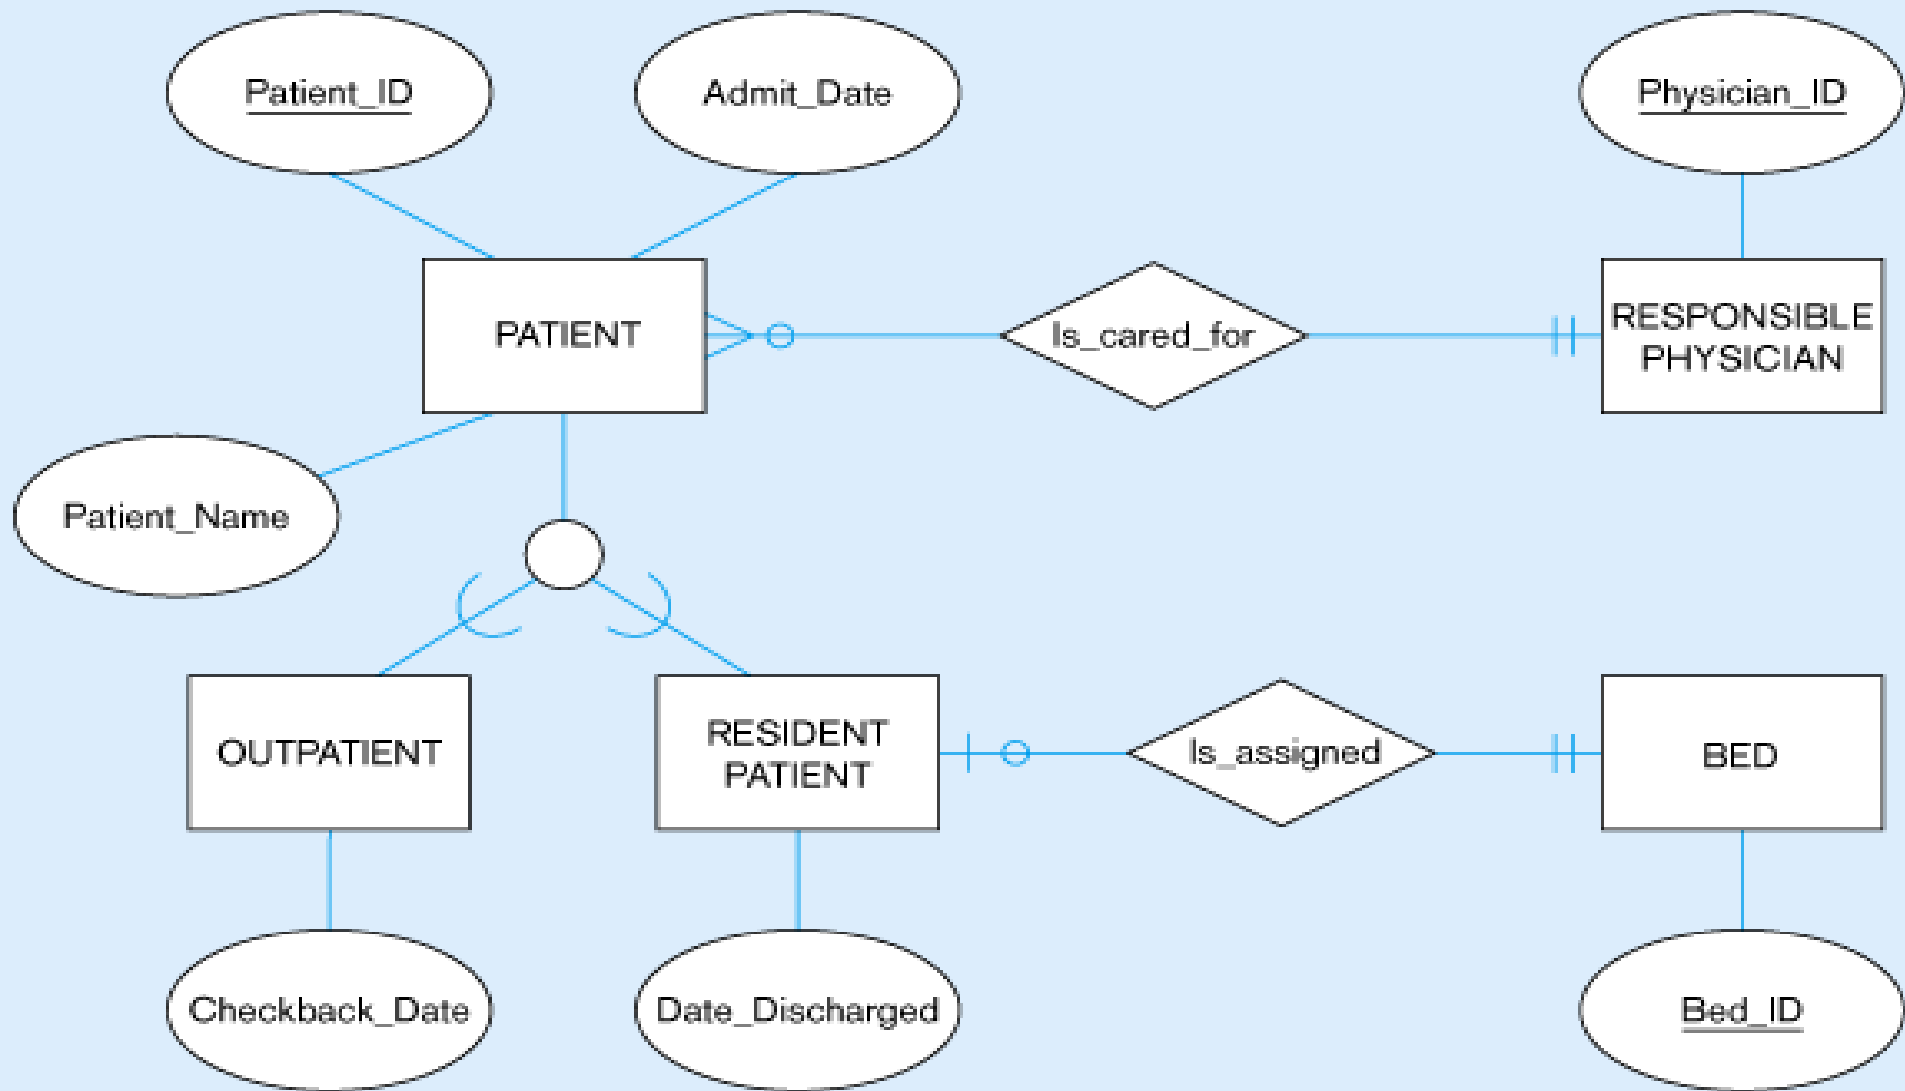 Patient_ID
Admit_Date
Physician_ID
PATIENT
Is_cared_for
RESPONSIBLE
PHYSICIAN
Patient_Name
OUTPATIENT
RESIDENT
PATIENT
Is_assigned
BED
Checkback_Date
Date_Discharged
Bed_ID